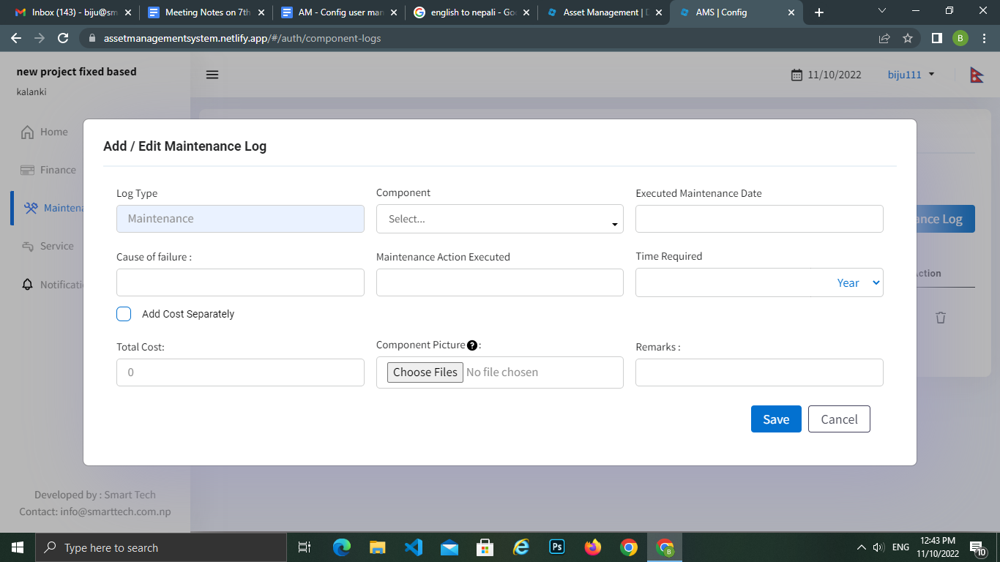 Inbox (143) - biju@sm
Meeting Notes on 7th
AM - Config user man
english to nepali - Goo
Asset Management | D
AMS | Config
assetmanagementsystem.netlify.app/#/auth/component-logs
B
new project fixed based
kalanki
11/10/2022
biju111
Home
Finance
Maintena
Service
Notificati
ance Log
Action
Add / Edit Maintenance Log
Log Type
Component
Executed Maintenance Date
Maintenance
Select...
Cause of failure :
Maintenance Action Executed
Time Required
Year
Add Cost Separately
Total Cost:
Component Picture?:
Remarks :
0
Choose Files No file chosen
Save
Cancel
Developed by : Smart Tech
Contact: info@smarttech.com.np
Type here to search
Ps
B
ENG
12:43 PM
11/10/2022
10